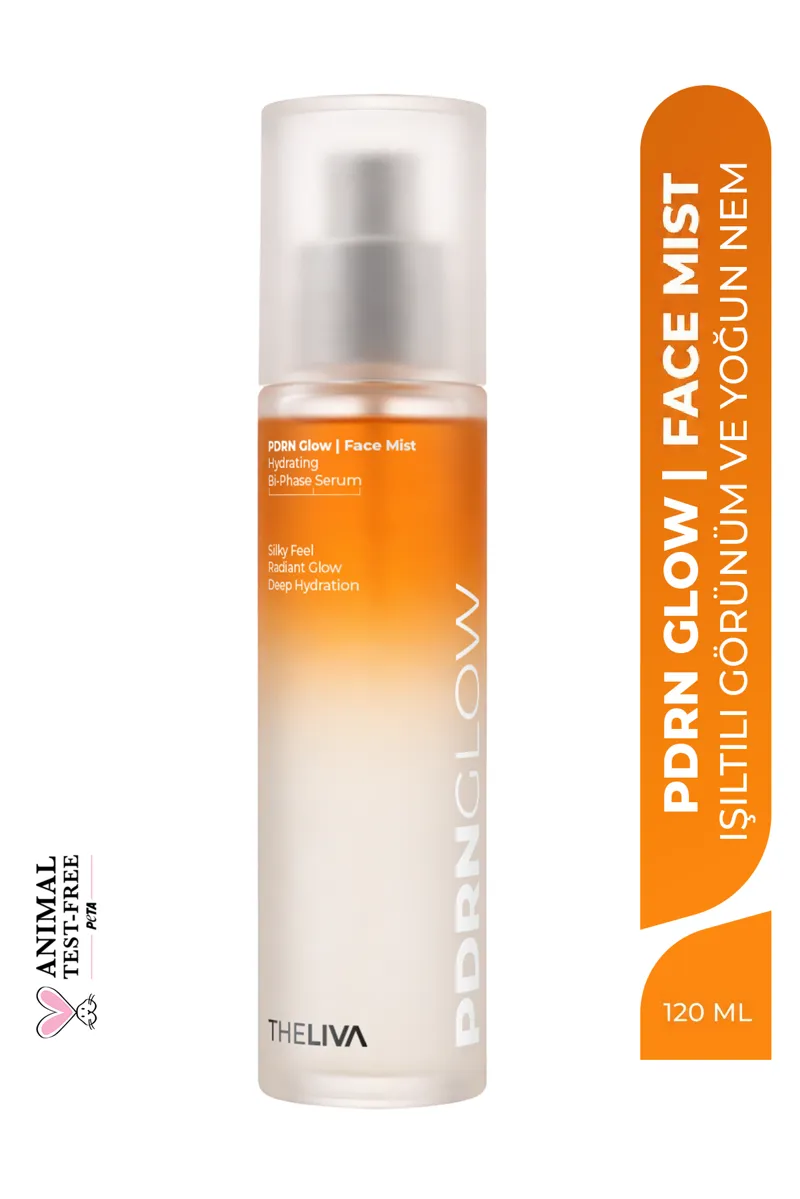 PDRN Glow | Face Mist
Hydrating
Bi-Phase Serum
Silky Feel
Radiant Glow
Deep Hydration
PDRNGLOW
THELIVA
PDRN GLOW | FACE MIST
IŞILTILI GÖRÜNÜM VE YOĞUN NEM
120 ML
ANIMAL
TEST-FREE
PeTA